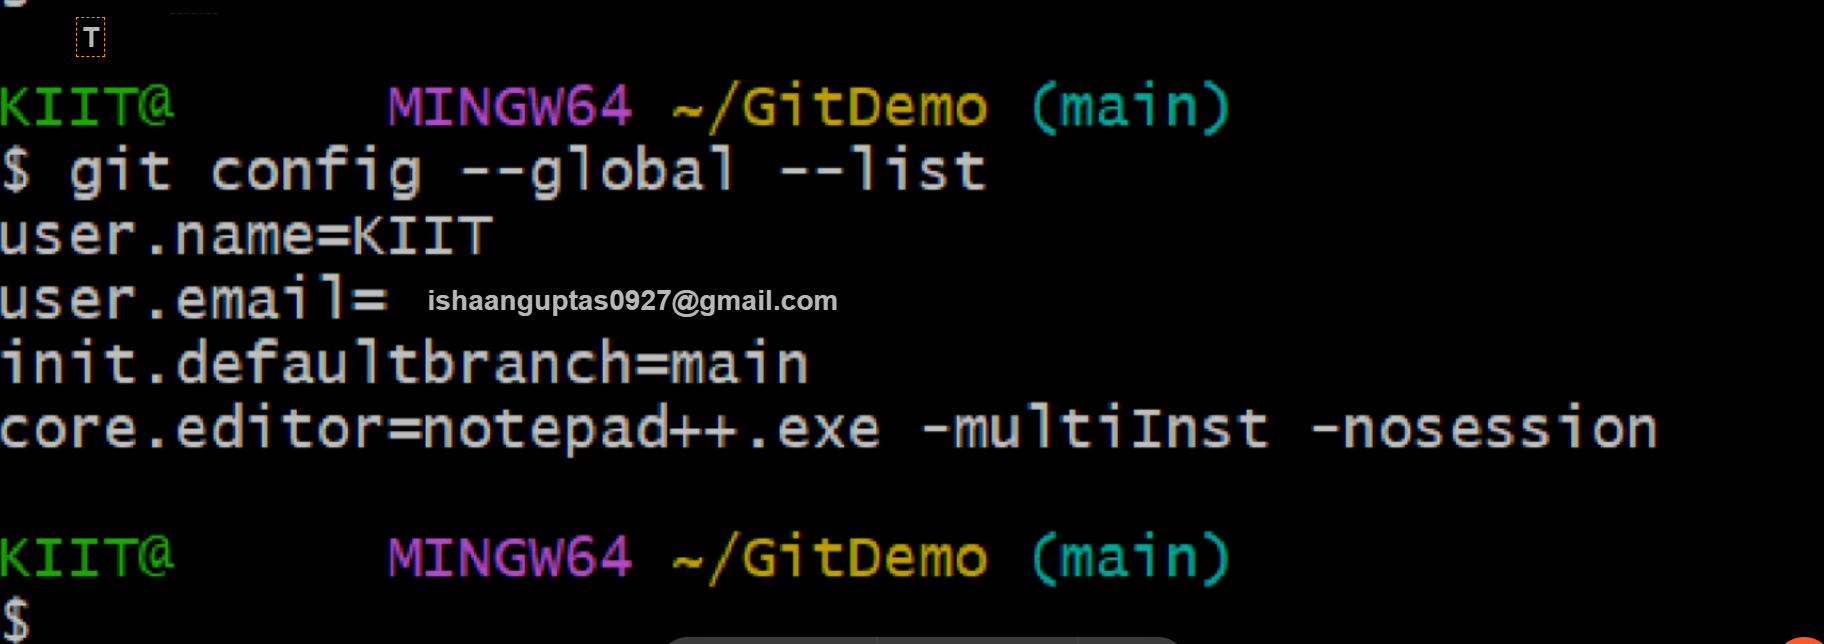 T
KIIT@ MINGW64 ~/GitDemo (main)
$ git config --global --list
user.name=KIIT
user.email= ishaanguptas0927@gmail.com
init.defaultbranch=main
core.editor=notepad++.exe -multiInst -nosession
KIIT@ MINGW64 ~/GitDemo (main)
$